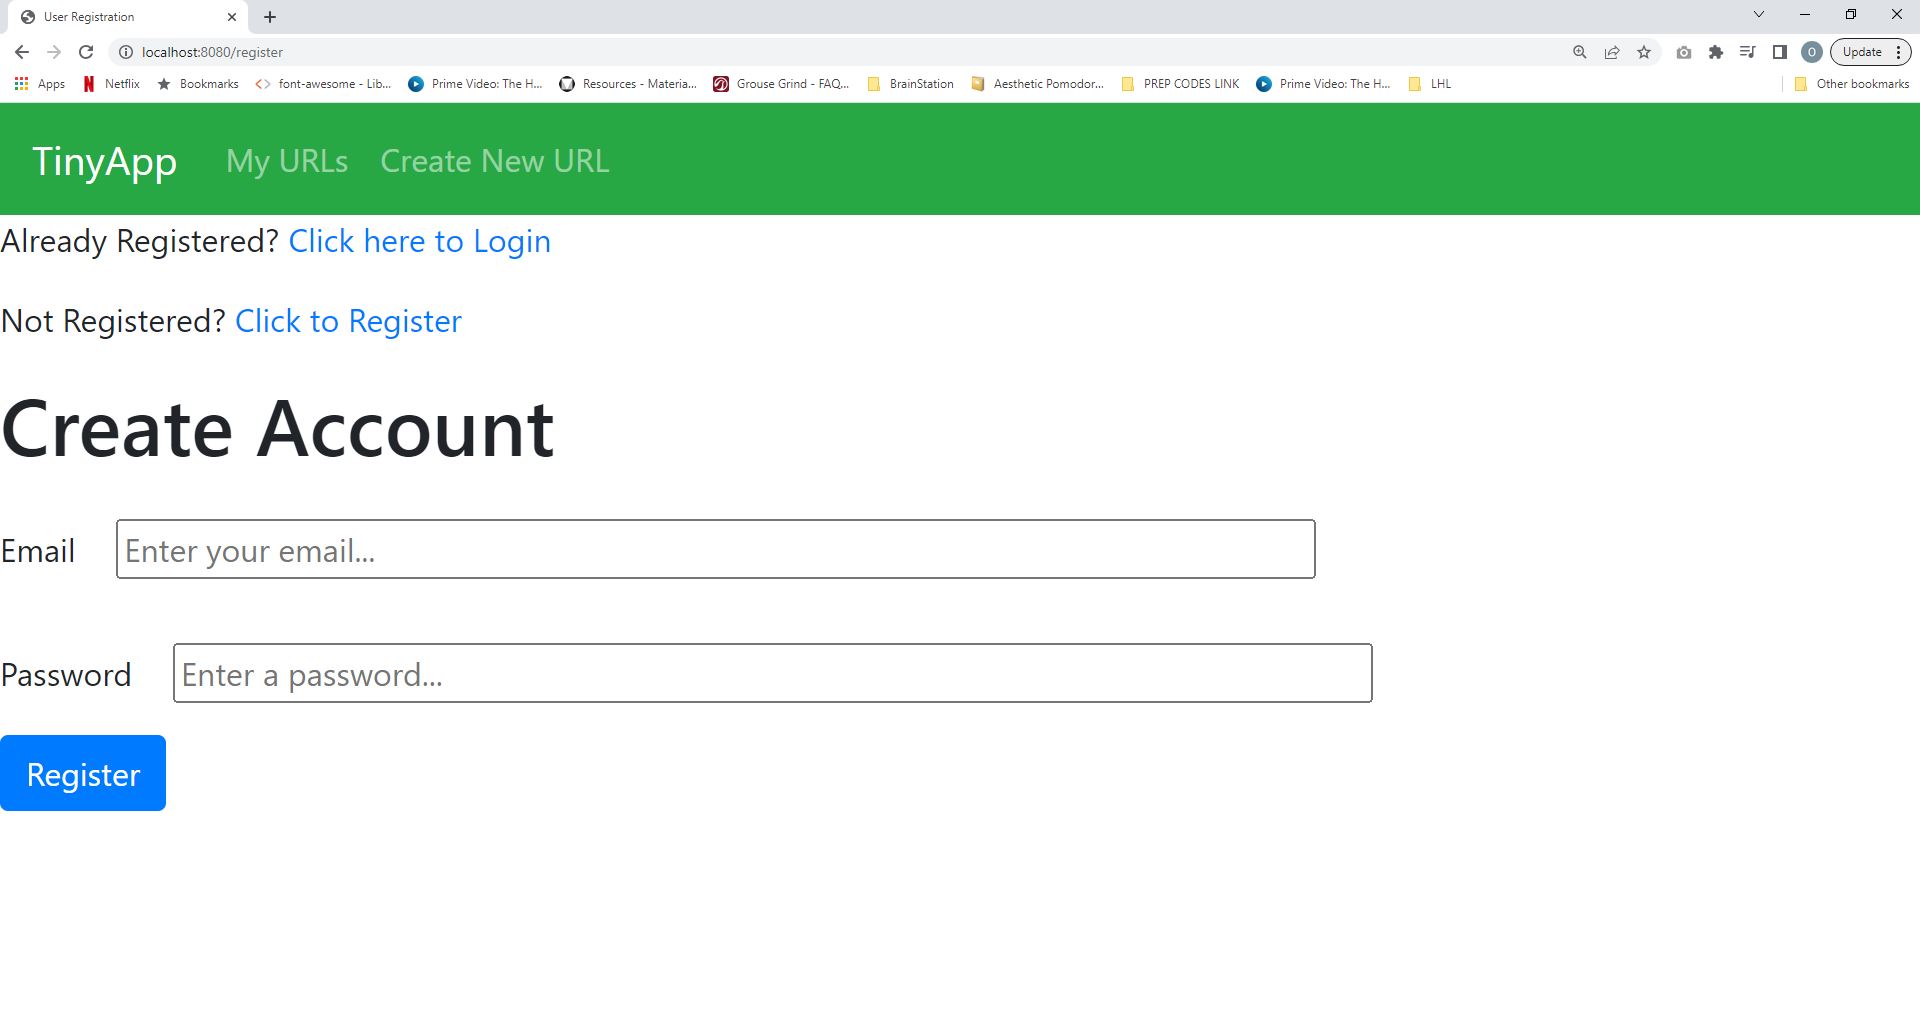 User Registration
localhost:8080/register
Update
Apps Netflix Bookmarks font-awesome - Lib... Prime Video: The H... Resources - Materia... Grouse Grind - FAQ... BrainStation Aesthetic Pomodor... PREP CODES LINK Prime Video: The H... LHL Other bookmarks
TinyApp My URLs Create New URL
Already Registered? Click here to Login
Not Registered? Click to Register
Create Account
Email Enter your email...
Password Enter a password...
Register